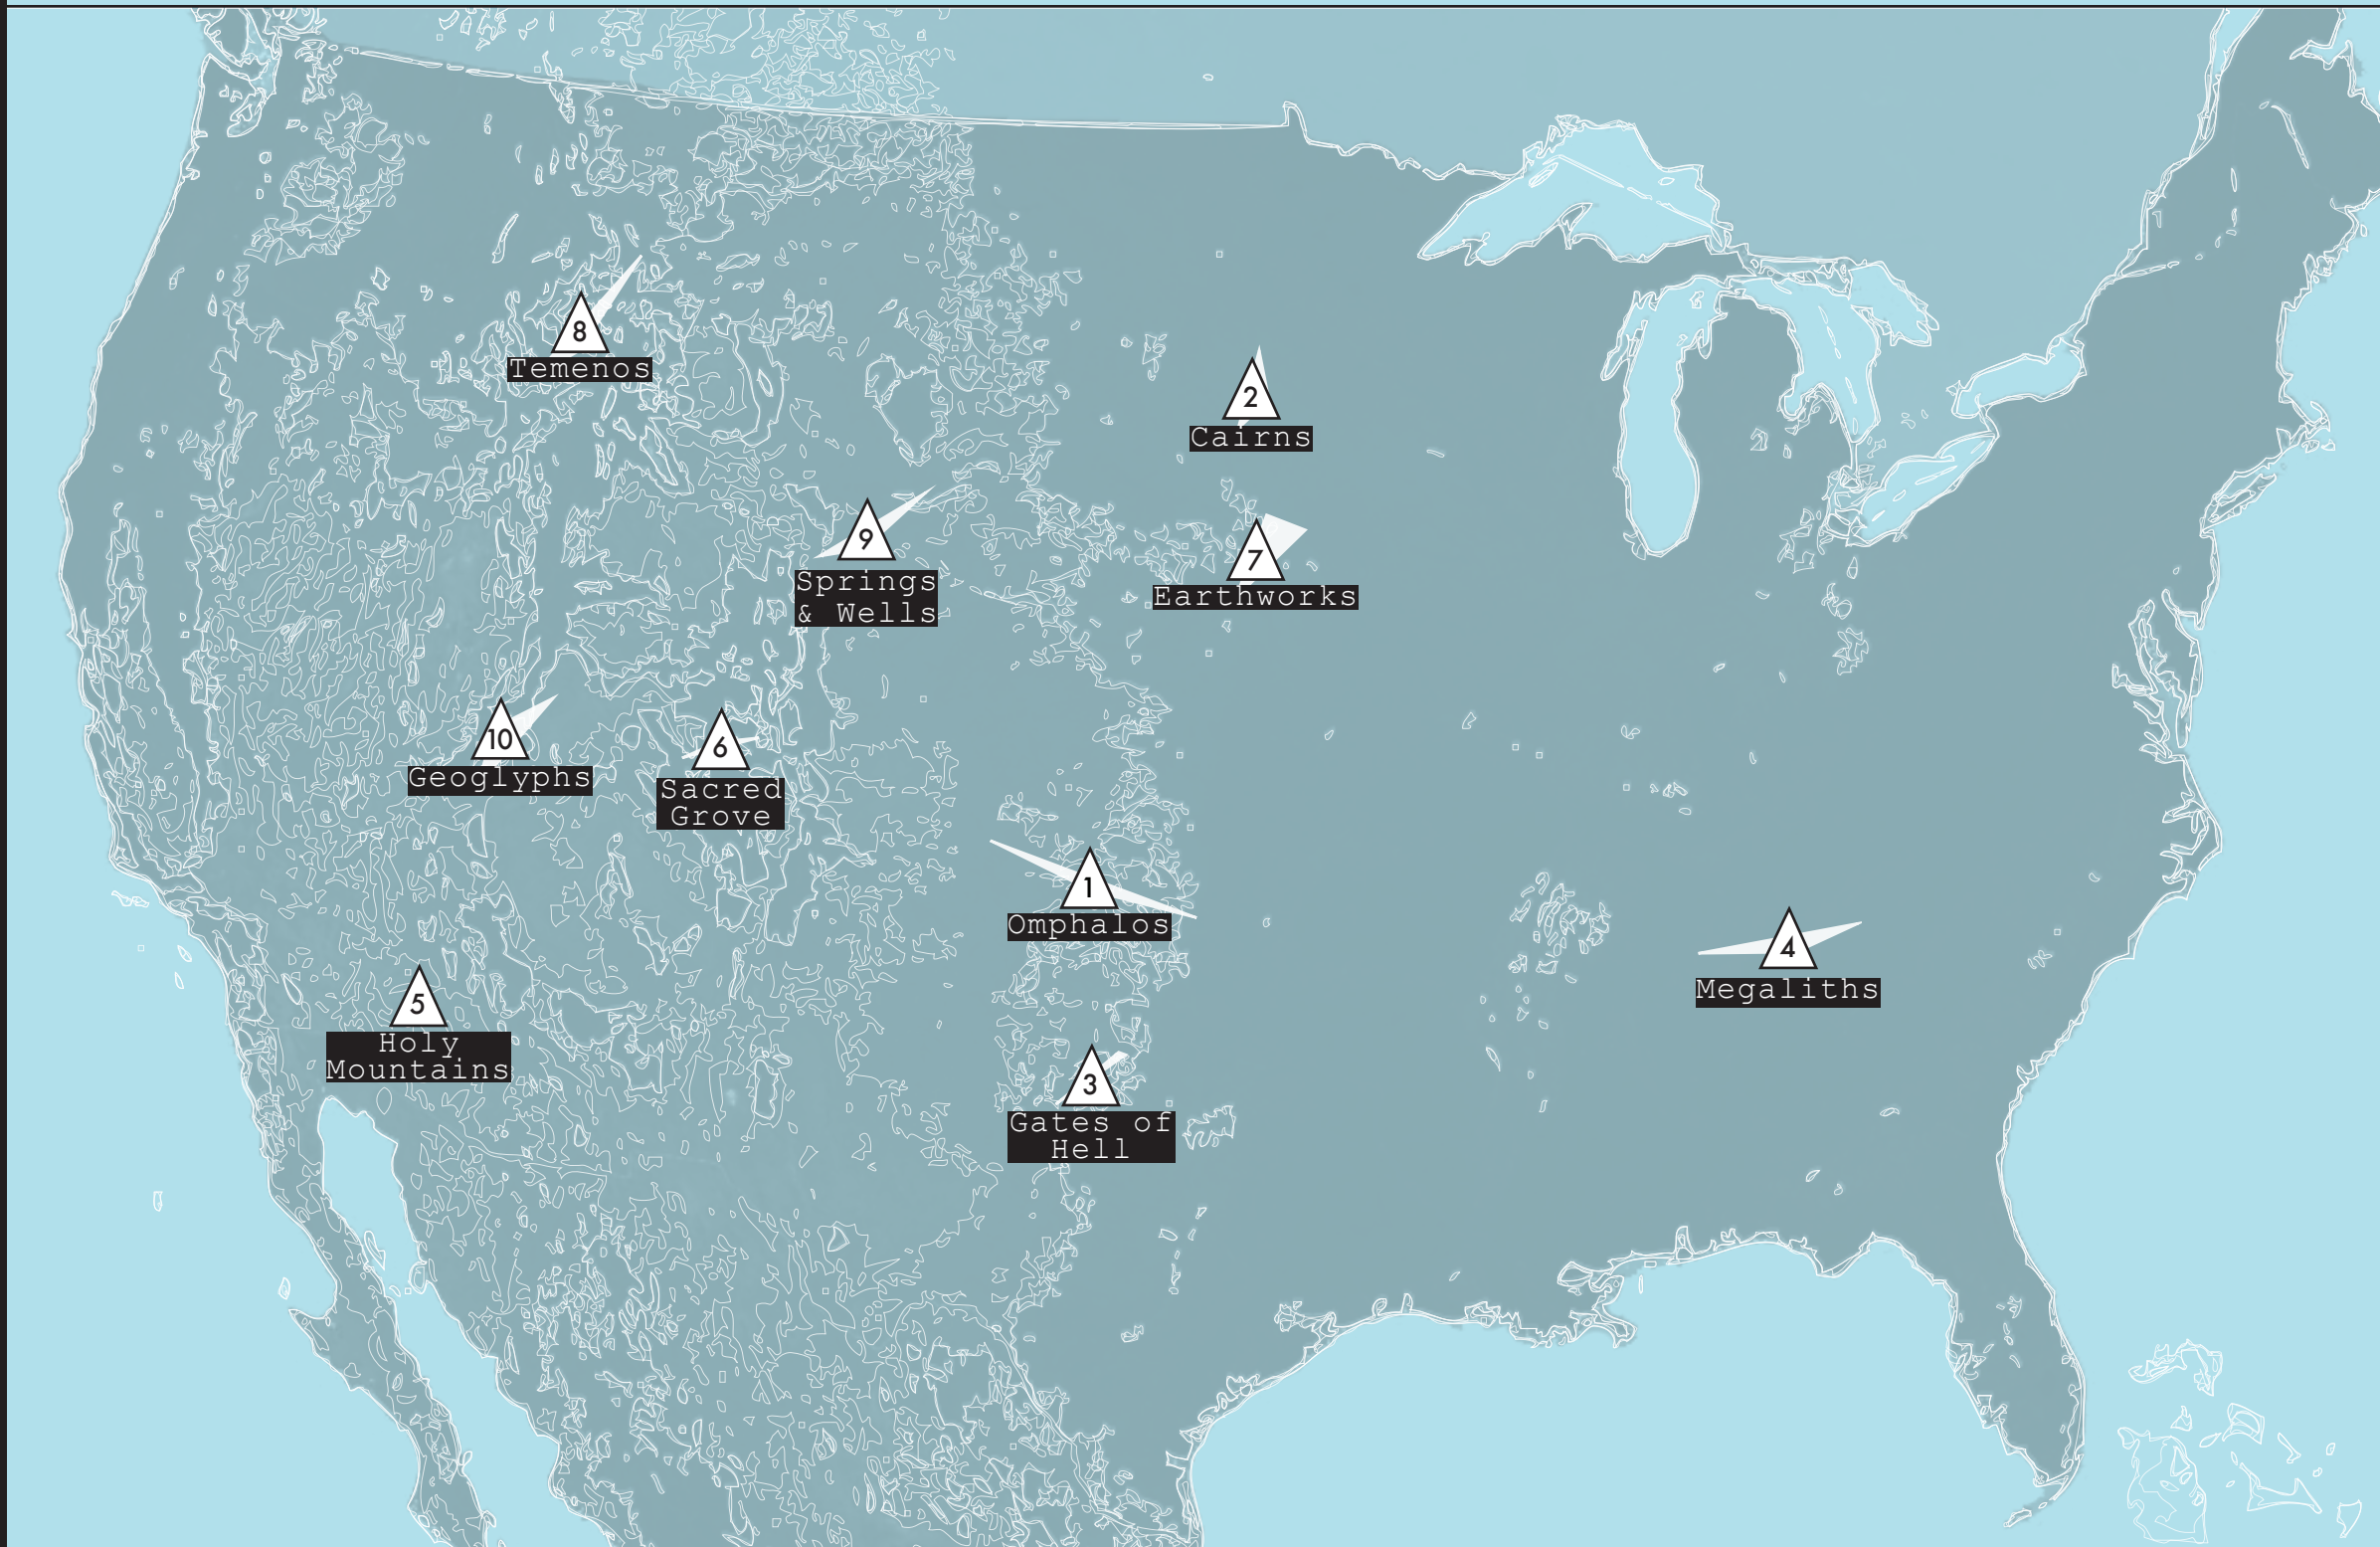 8
Temenos
2
Cairns
9
Springs
& Wells
7
Earthworks
10
Geoglyphs
6
Sacred
Grove
1
Omphalos
4
Megaliths
5
Holy
Mountains
3
Gates of
Hell